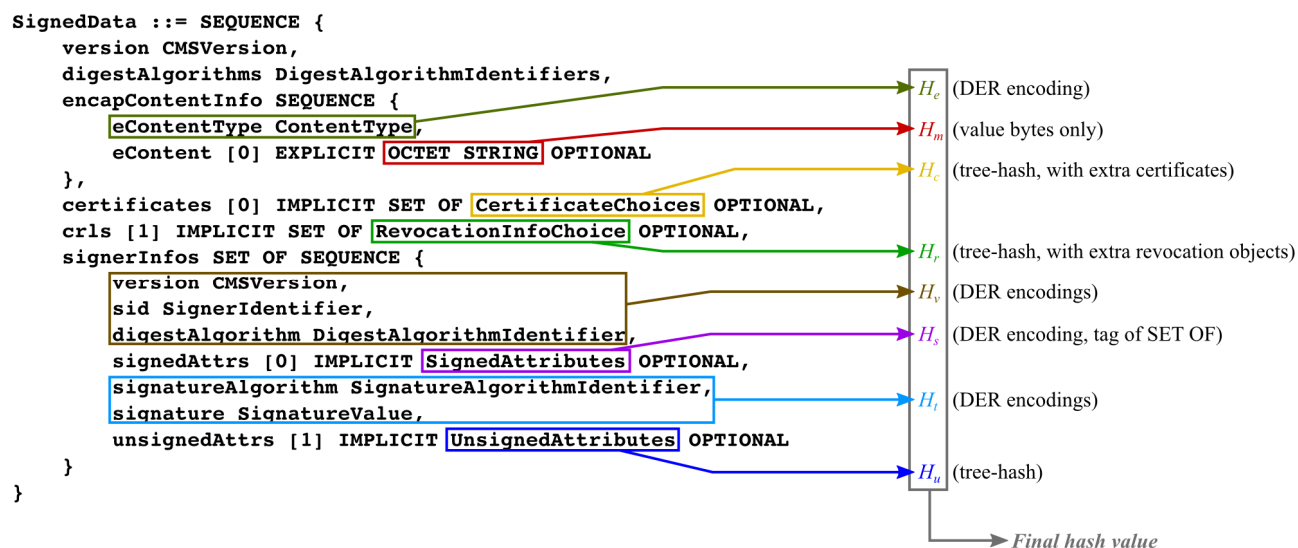 SignedData ::= SEQUENCE {
version CMSVersion,
digestAlgorithms DigestAlgorithmIdentifiers,
encapContentInfo SEQUENCE {
eContentType ContentType,
eContent [0] EXPLICIT OCTET STRING OPTIONAL
},
certificates [0] IMPLICIT SET OF CertificateChoices OPTIONAL,
crls [1] IMPLICIT SET OF RevocationInfoChoice OPTIONAL,
signerInfos SET OF SEQUENCE {
version CMSVersion,
sid SignerIdentifier,
digestAlgorithm DigestAlgorithmIdentifier,
signedAttrs [0] IMPLICIT SignedAttributes OPTIONAL,
signatureAlgorithm SignatureAlgorithmIdentifier,
signature SignatureValue,
unsignedAttrs [1] IMPLICIT UnsignedAttributes OPTIONAL
}
}
He (DER encoding)
Hm (value bytes only)
Hc (tree-hash, with extra certificates)
Hr (tree-hash, with extra revocation objects)
Hv (DER encodings)
Hs (DER encoding, tag of SET OF)
Ht (DER encodings)
Hu (tree-hash)
Final hash value